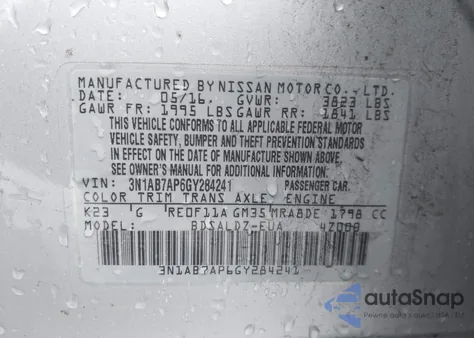 MANUFACTURED BY NISSAN MOTOR CO., LTD.
DATE: 05/16 GVWR: 3823 LBS
GAWR FR: 1995 LBS GAWR RR: 1841 LBS
THIS VEHICLE CONFORMS TO ALL APPLICABLE FEDERAL MOTOR
VEHICLE SAFETY, BUMPER AND THEFT PREVENTION STANDARDS
IN EFFECT ON THE DATE OF MANUFACTURE SHOWN ABOVE.
SEE OWNER'S MANUAL FOR ADDITIONAL INFORMATION
VIN: 3N1AB7AP6GY284241 PASSENGER CAR.
COLOR TRIM TRANS AXLE ENGINE
K23 G RE0F11A GM35 MRA8DE 1798 CC
MODEL: BDSALDZ-EUA
3N1AB7AP6GY284241
autoSnap